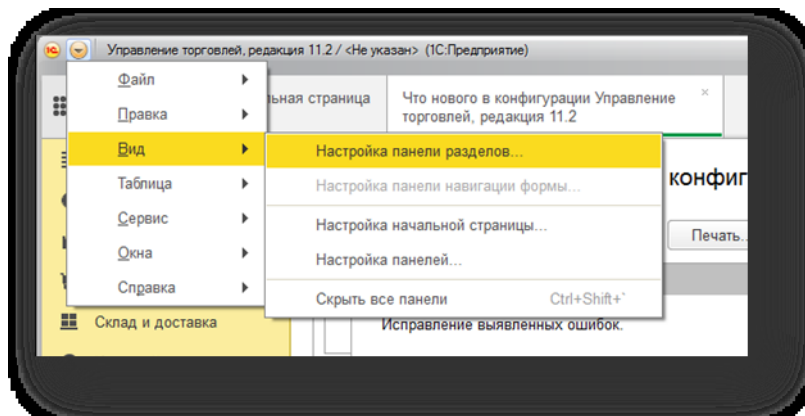 1С Управление торговлей, редакция 11.2 / <Не указан> (1С:Предприятие)
Файл
Правка
Вид
Таблица
Сервис
Окна
Справка
страница
Что нового в конфигурации Управление
торговлей, редакция 11.2
Настройка панели разделов...
Настройка панели навигации формы...
Настройка начальной страницы...
Настройка панелей...
Скрыть все панели Ctrl+Shift+`
Печать...
Склад и доставка
Исправление выявленных ошибок.